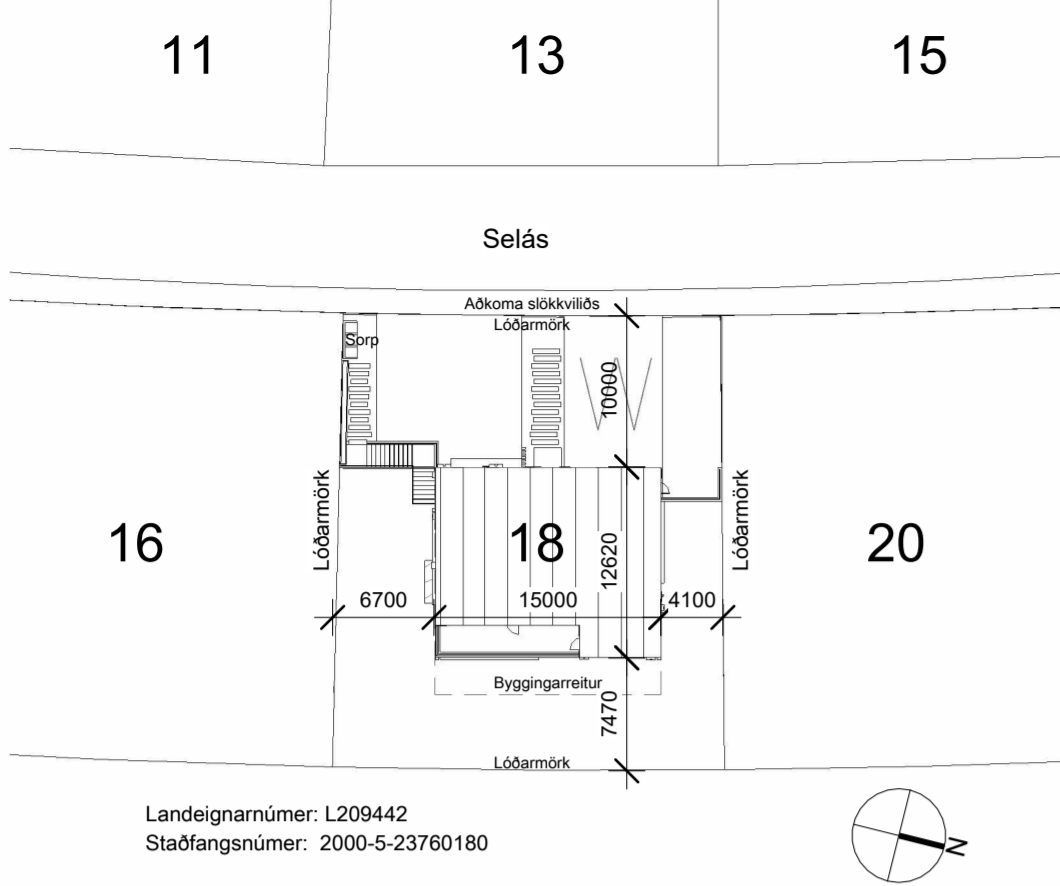 11
13
15
Selás
Aðkoma slökkviliðs
Lóðarmörk
Sorp
10000
Lóðarmörk
Lóðarmörk
16
18
20
12620
6700
15000
4100
Byggingarreitur
7470
Lóðarmörk
Landeignarnúmer: L209442
Staðfangsnúmer: 2000-5-23760180
N